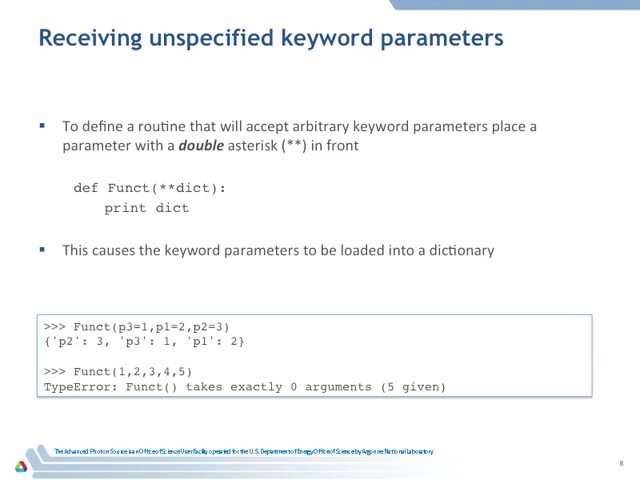 Receiving unspecified keyword parameters
▪ To define a routine that will accept arbitrary keyword parameters place a
parameter with a double asterisk (**) in front
def Funct(**dict):
print dict
▪ This causes the keyword parameters to be loaded into a dictionary
>>> Funct(p3=1,p1=2,p2=3)
{'p2': 3, 'p3': 1, 'p1': 2}
>>> Funct(1,2,3,4,5)
TypeError: Funct() takes exactly 0 arguments (5 given)
The Advanced Photon Source is an Office of Science User Facility operated for the U.S. Department of Energy Office of Science by Argonne National Laboratory
8